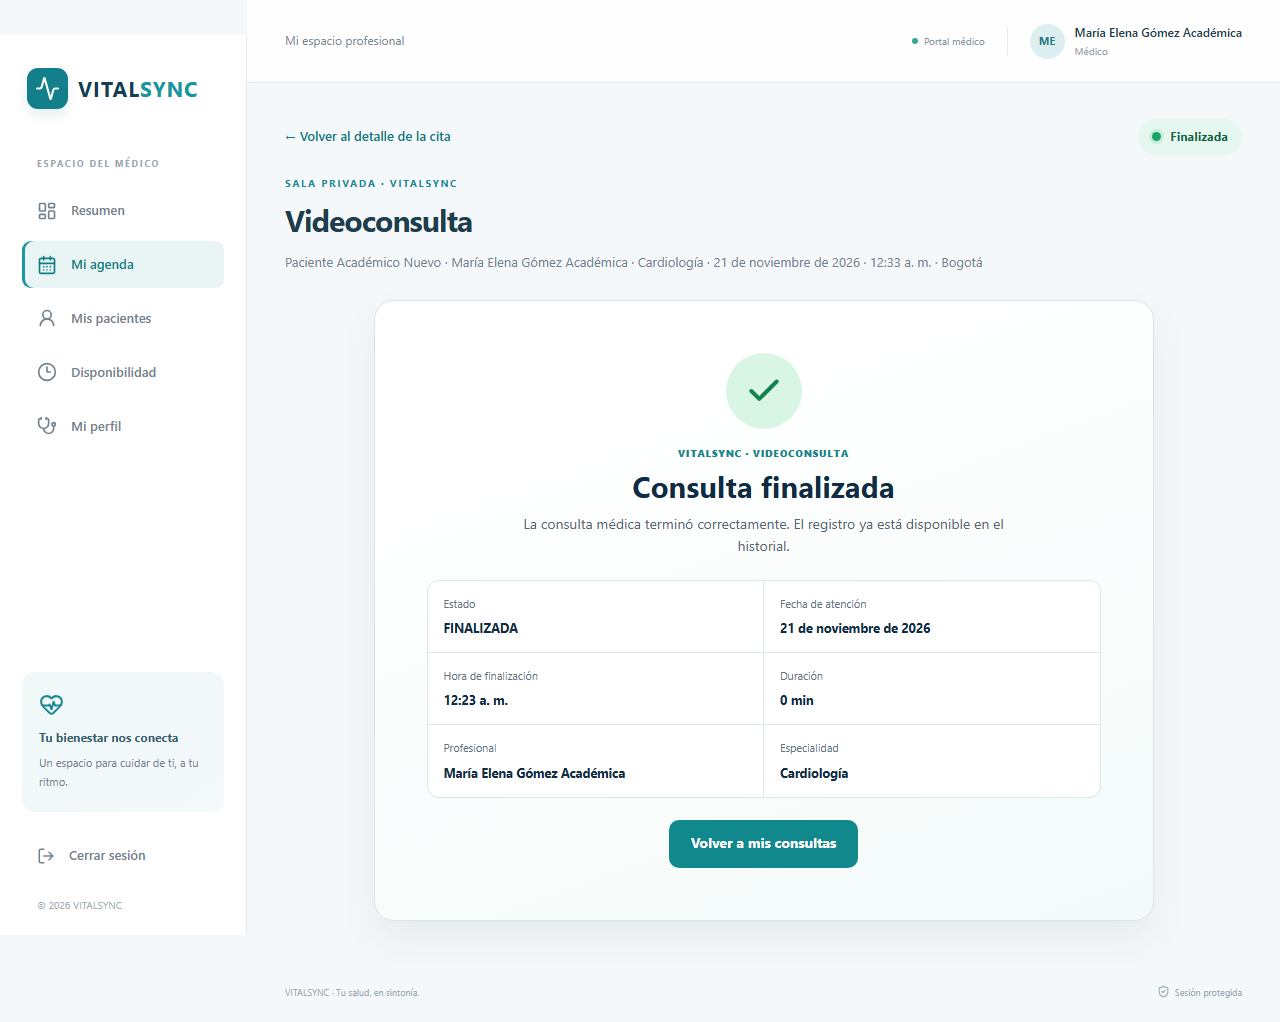 Mi espacio profesional
Portal médico
ME
María Elena Gómez Académica
Médico
VITALSYNC
ESPACIO DEL MÉDICO
Resumen
Mi agenda
Mis pacientes
Disponibilidad
Mi perfil
Tu bienestar nos conecta
Un espacio para cuidar de ti, a tu
ritmo.
Cerrar sesión
© 2026 VITALSYNC
← Volver al detalle de la cita
Finalizada
SALA PRIVADA · VITALSYNC
Videoconsulta
Paciente Académico Nuevo · María Elena Gómez Académica · Cardiología · 21 de noviembre de 2026 · 12:33 a. m. · Bogotá
VITALSYNC · VIDEOCONSULTA
Consulta finalizada
La consulta médica terminó correctamente. El registro ya está disponible en el
historial.
Estado
FINALIZADA
Fecha de atención
21 de noviembre de 2026
Hora de finalización
12:23 a. m.
Duración
0 min
Profesional
María Elena Gómez Académica
Especialidad
Cardiología
Volver a mis consultas
VITALSYNC · Tu salud, en sintonía.
Sesión protegida